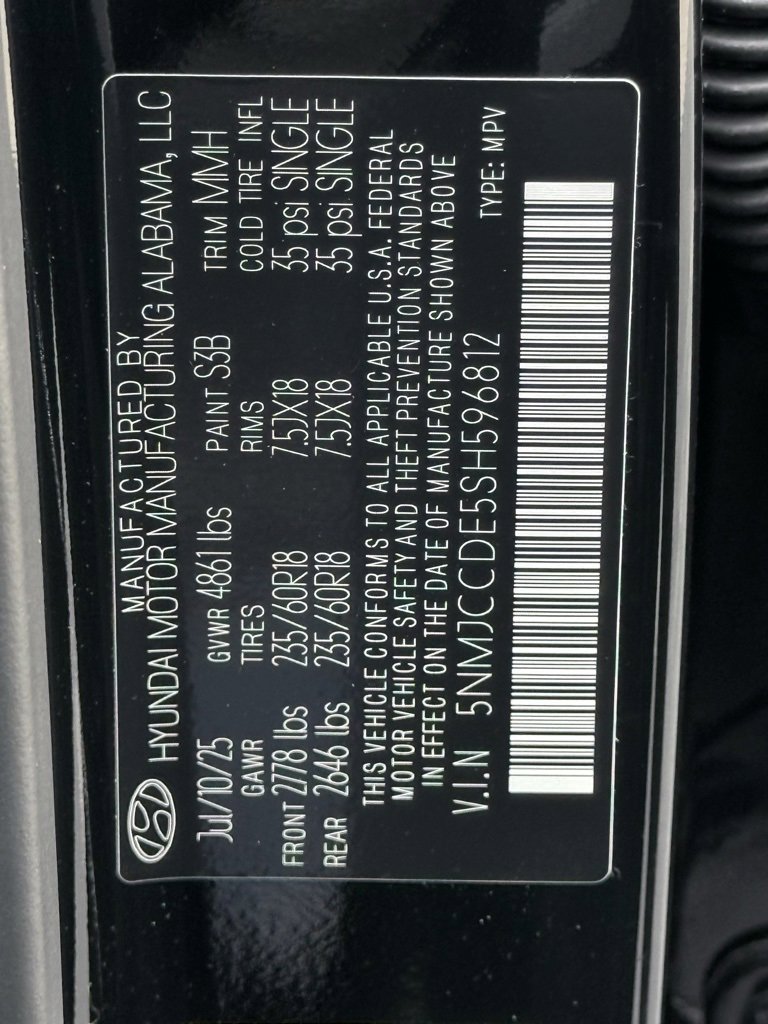 MANUFACTURED BY
HYUNDAI MOTOR MANUFACTURING ALABAMA, LLC
Jul/10/25 GVWR 4861 lbs PAINT S3B TRIM MMH
GAWR TIRES RIMS COLD TIRE INFL
FRONT 2778 lbs 235/60R18 7.5JX18 35 psi SINGLE
REAR 2646 lbs 235/60R18 7.5JX18 35 psi SINGLE
THIS VEHICLE CONFORMS TO ALL APPLICABLE U.S.A. FEDERAL
MOTOR VEHICLE SAFETY AND THEFT PREVENTION STANDARDS
IN EFFECT ON THE DATE OF MANUFACTURE SHOWN ABOVE
V.I.N 5NMJCCDE5SH596812 TYPE: MPV